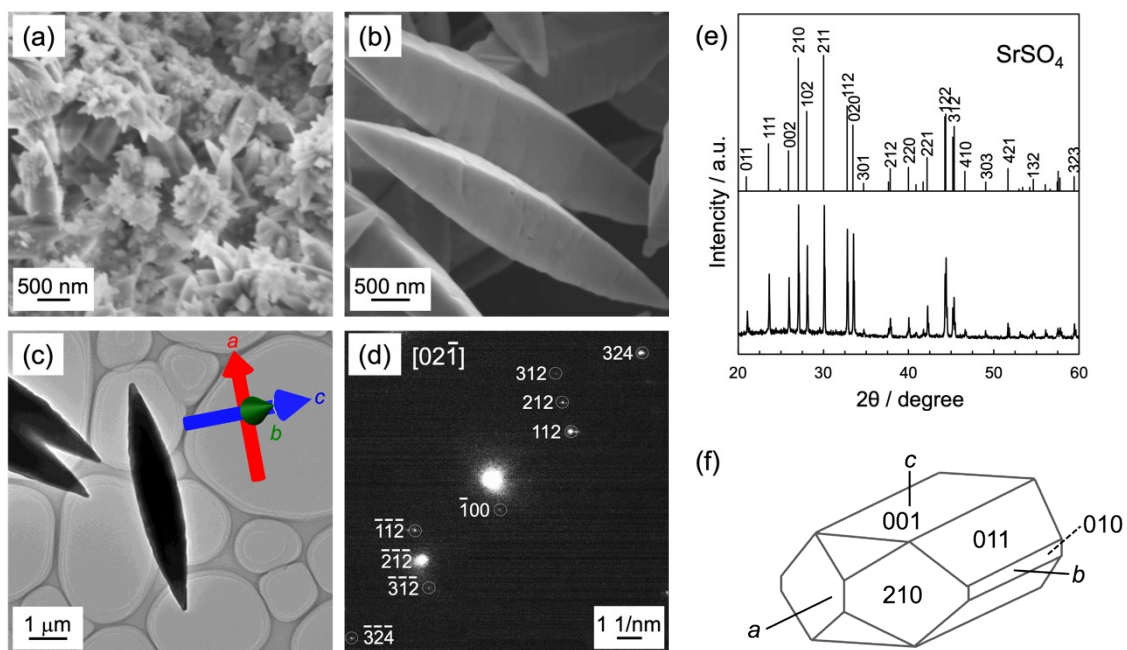 (a)
500 nm
(b)
500 nm
(c)
a
c
b
1 μm
(d)
[021̅]
324
312
212
112
1̅00
1̅1̅2̅
2̅1̅2̅
3̅1̅2̅
3̅2̅4̅
1 1/nm
(e)
SrSO₄
Intencity / a.u.
011
111
002
210
102
211
112
020
301
212
220
221
122
312
410
303
421
132
323
20 30 40 50 60
2θ / degree
(f)
c
001
011
010
b
210
a